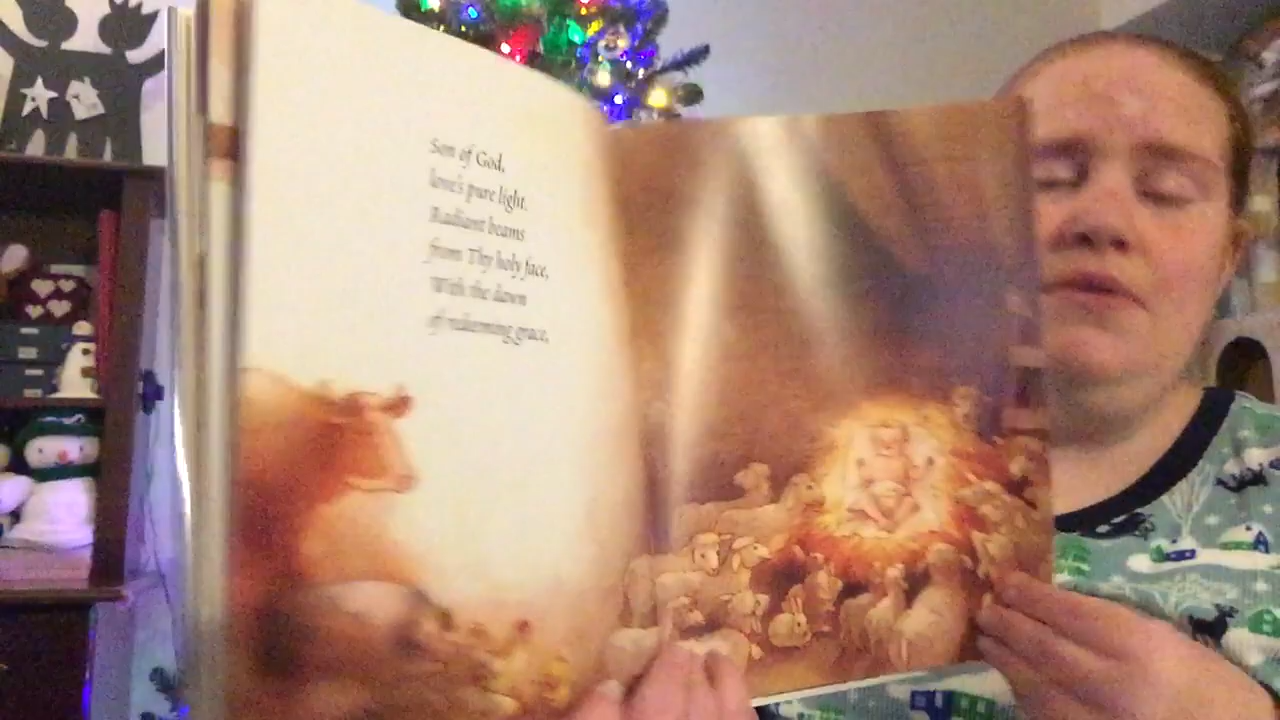 Son of God,
love's pure light.
Radiant beams
from Thy holy face,
With the dawn
of redeeming grace,